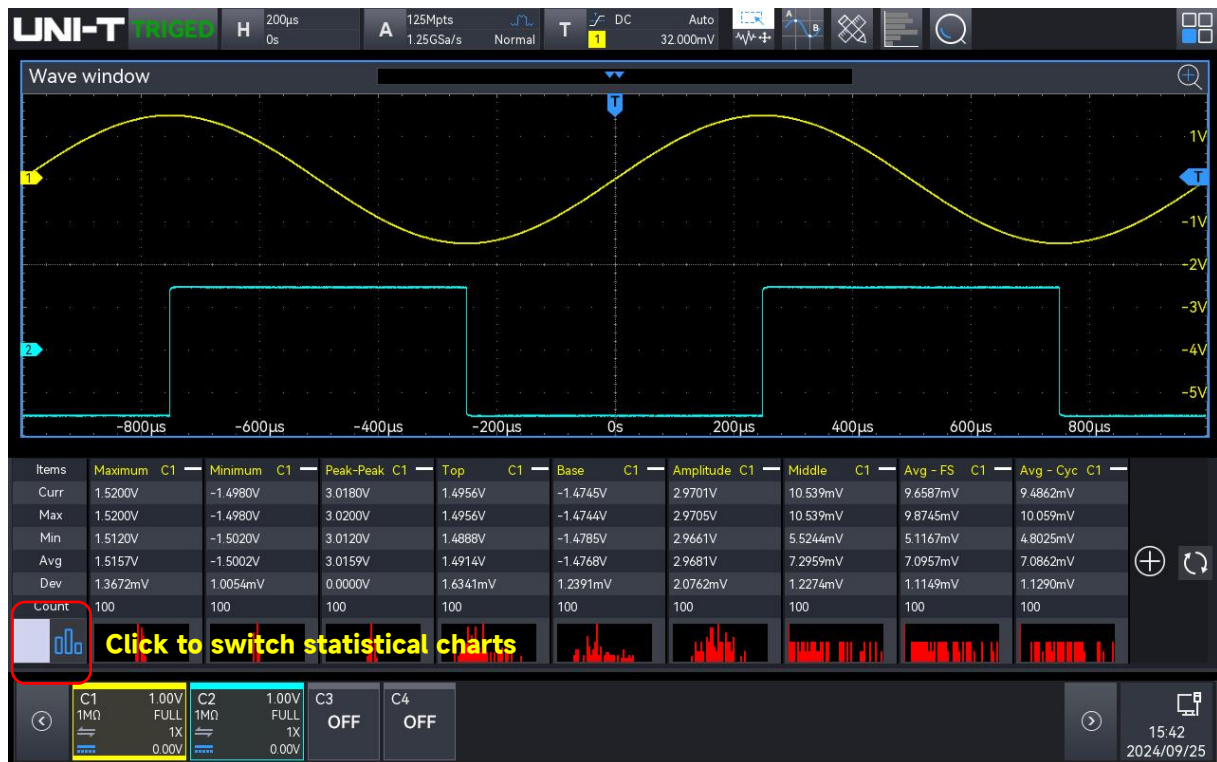 UNI-T TRIGED H 200μs 0s A 125Mpts 1.25GSa/s Normal T DC 1 Auto 32.000mV A B
Wave window
T
1V
1 T
-1V
-2V
-3V
2 -4V
-5V
-800μs -600μs -400μs -200μs 0s 200μs 400μs 600μs 800μs
Items Maximum C1 Minimum C1 Peak-Peak C1 Top C1 Base C1 Amplitude C1 Middle C1 Avg - FS C1 Avg - Cyc C1
Curr 1.5200V -1.4980V 3.0180V 1.4956V -1.4745V 2.9701V 10.539mV 9.6587mV 9.4862mV
Max 1.5200V -1.4980V 3.0200V 1.4956V -1.4744V 2.9705V 10.539mV 9.8745mV 10.059mV
Min 1.5120V -1.5020V 3.0120V 1.4888V -1.4785V 2.9661V 5.5244mV 5.1167mV 4.8025mV
Avg 1.5157V -1.5002V 3.0159V 1.4914V -1.4768V 2.9681V 7.2959mV 7.0957mV 7.0862mV
Dev 1.3672mV 1.0054mV 0.0000V 1.6341mV 1.2391mV 2.0762mV 1.2274mV 1.1149mV 1.1290mV
Count 100 100 100 100 100 100 100 100 100
Click to switch statistical charts
C1 1.00V C2 1.00V C3 C4
1MΩ FULL 1MΩ FULL OFF OFF
1X 1X 15:42
0.00V 0.00V 2024/09/25